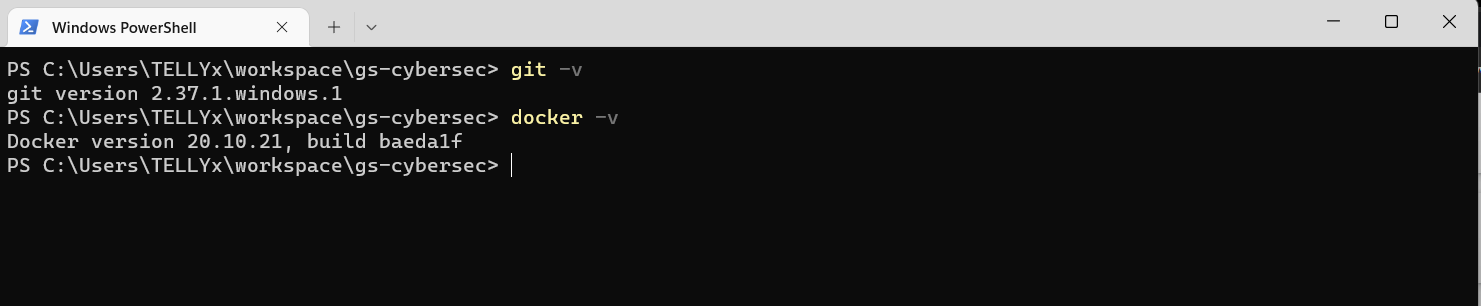 Windows PowerShell
PS C:\Users\TELLYx\workspace\gs-cybersec> git -v
git version 2.37.1.windows.1
PS C:\Users\TELLYx\workspace\gs-cybersec> docker -v
Docker version 20.10.21, build baeda1f
PS C:\Users\TELLYx\workspace\gs-cybersec>